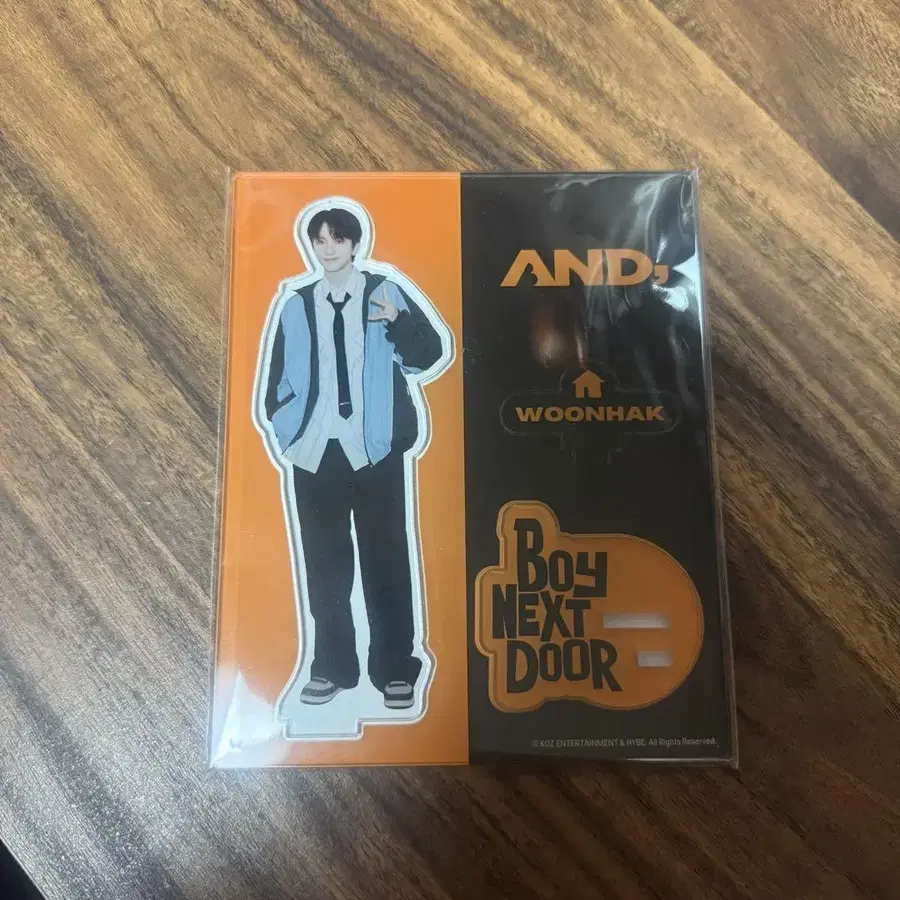 AND,
WOONHAK
BOY
NEXT
DOOR
© KOZ ENTERTAINMENT & HYBE. All Rights Reserved.